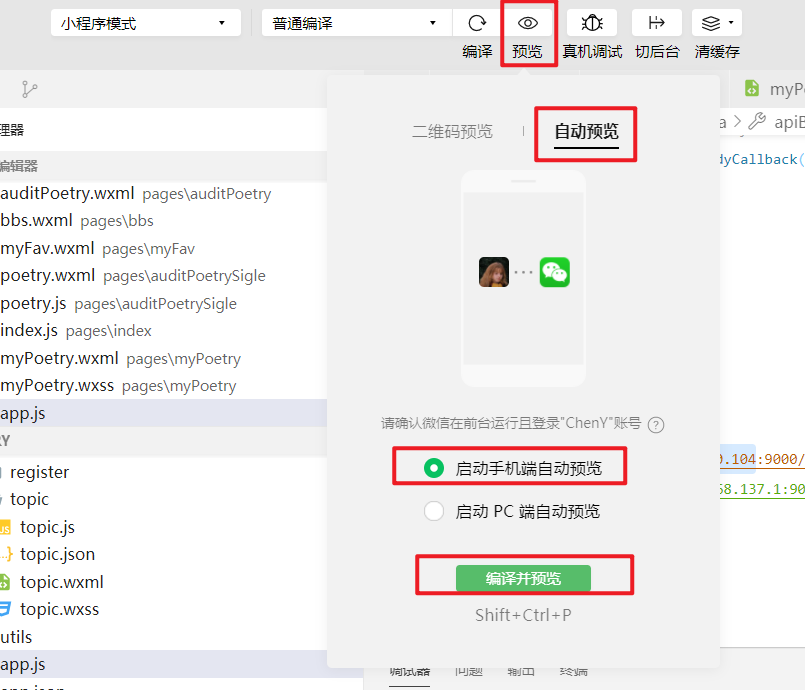 小程序模式
普通编译
编译 预览 真机调试 切后台 清缓存
myP
理器
编辑器
auditPoetry.wxml pages\auditPoetry
bbs.wxml pages\bbs
myFav.wxml pages\myFav
poetry.wxml pages\auditPoetrySigle
poetry.js pages\auditPoetrySigle
index.js pages\index
myPoetry.wxml pages\myPoetry
myPoetry.wxss pages\myPoetry
app.js
RY
register
topic
topic.js
topic.json
topic.wxml
topic.wxss
utils
app.js
二维码预览
自动预览
请确认微信在前台运行且登录"ChenY"账号 ?
启动手机端自动预览
启动 PC 端自动预览
编译并预览
Shift+Ctrl+P
a > apiB
dyCallback(
0.104:9000/
58.137.1:90
调试器 问题 输出 终端